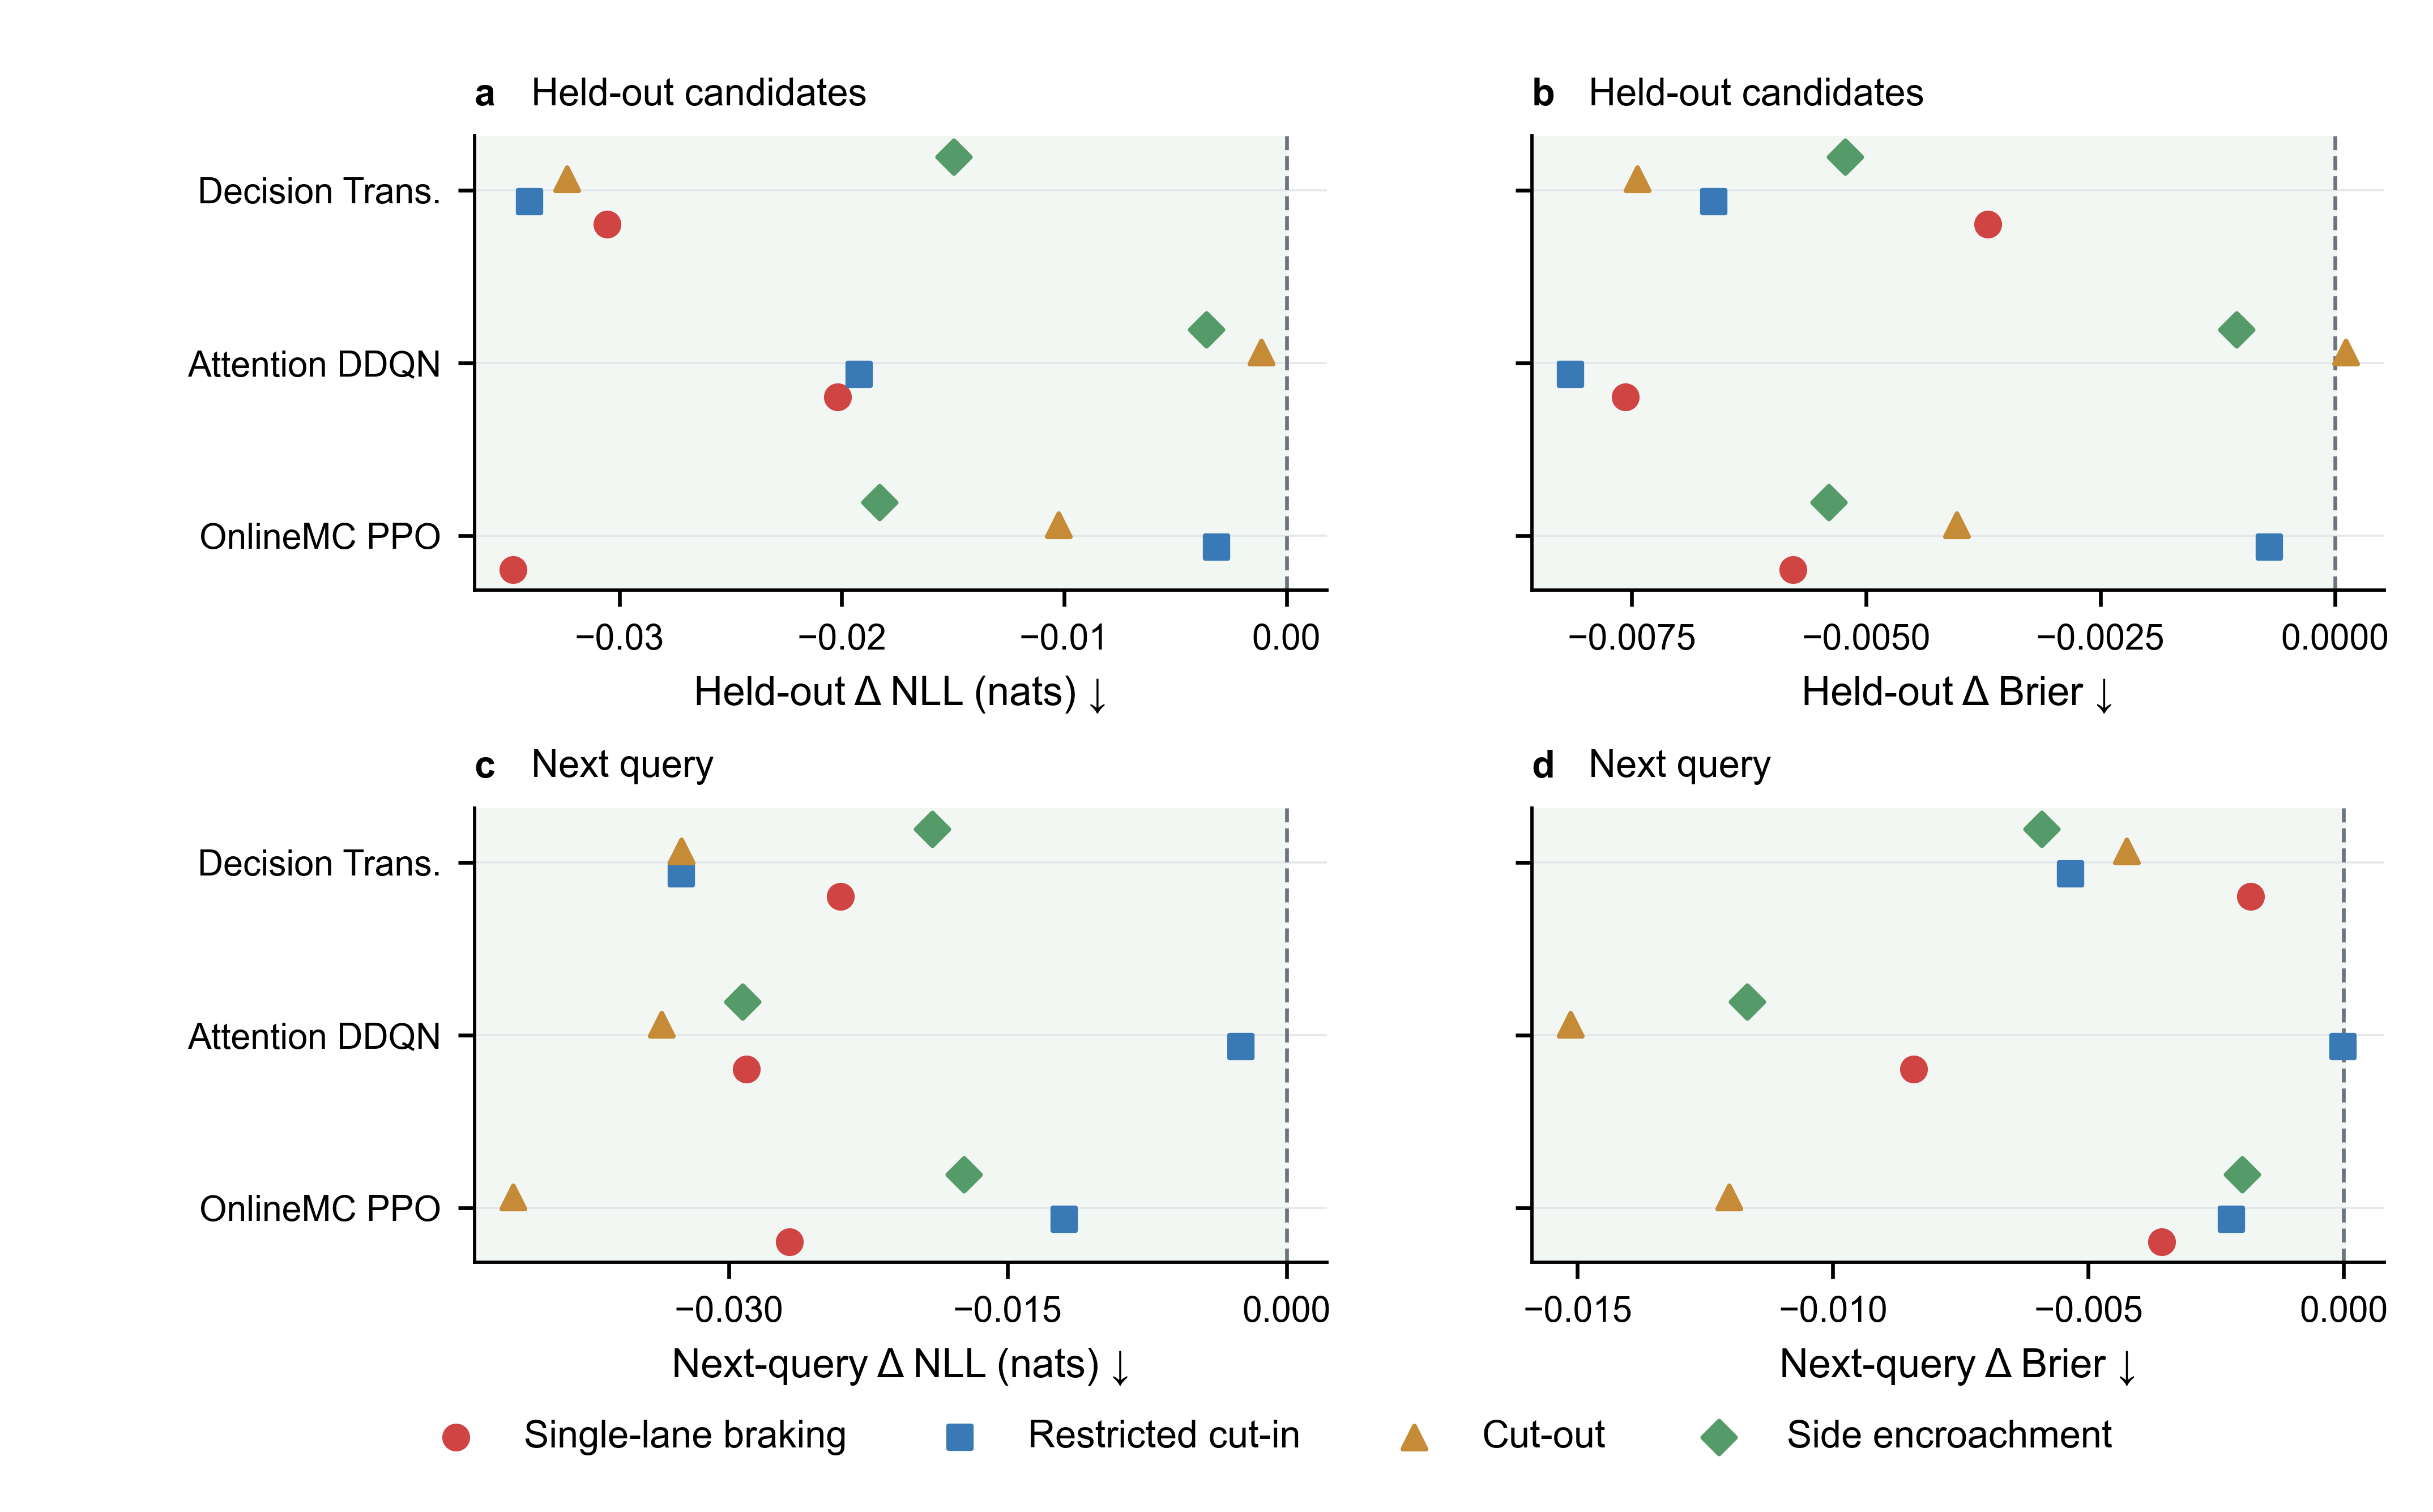 a Held-out candidates
Decision Trans.
Attention DDQN
OnlineMC PPO
−0.03 −0.02 −0.01 0.00
Held-out Δ NLL (nats) ↓
b Held-out candidates
−0.0075 −0.0050 −0.0025 0.0000
Held-out Δ Brier ↓
c Next query
Decision Trans.
Attention DDQN
OnlineMC PPO
−0.030 −0.015 0.000
Next-query Δ NLL (nats) ↓
d Next query
−0.015 −0.010 −0.005 0.000
Next-query Δ Brier ↓
Single-lane braking Restricted cut-in Cut-out Side encroachment